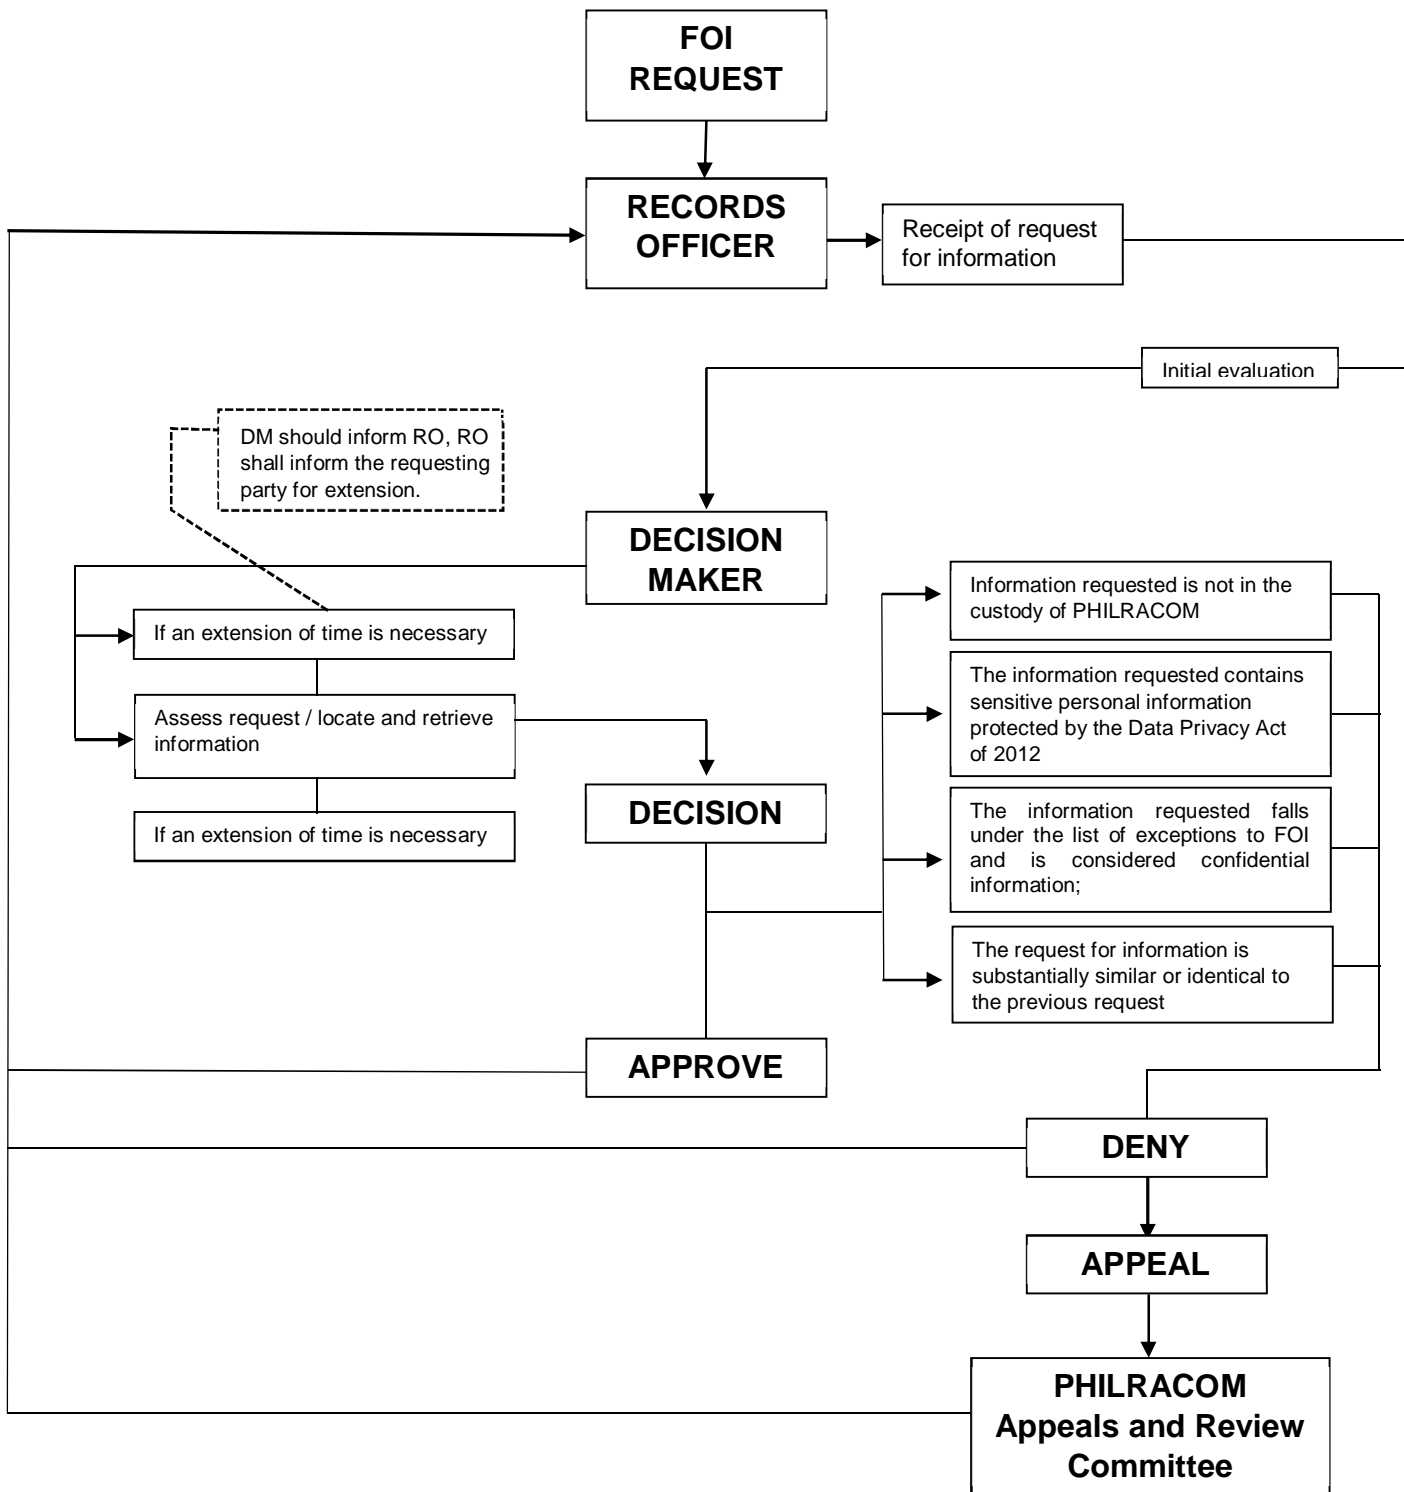 FOI
REQUEST
RECORDS
OFFICER
Receipt of request
for information
Initial evaluation
DM should inform RO, RO
shall inform the requesting
party for extension.
DECISION
MAKER
If an extension of time is necessary
Assess request / locate and retrieve
information
If an extension of time is necessary
DECISION
Information requested is not in the
custody of PHILRACOM
The information requested contains
sensitive personal information
protected by the Data Privacy Act
of 2012
The information requested falls
under the list of exceptions to FOI
and is considered confidential
information;
The request for information is
substantially similar or identical to
the previous request
APPROVE
DENY
APPEAL
PHILRACOM
Appeals and Review
Committee